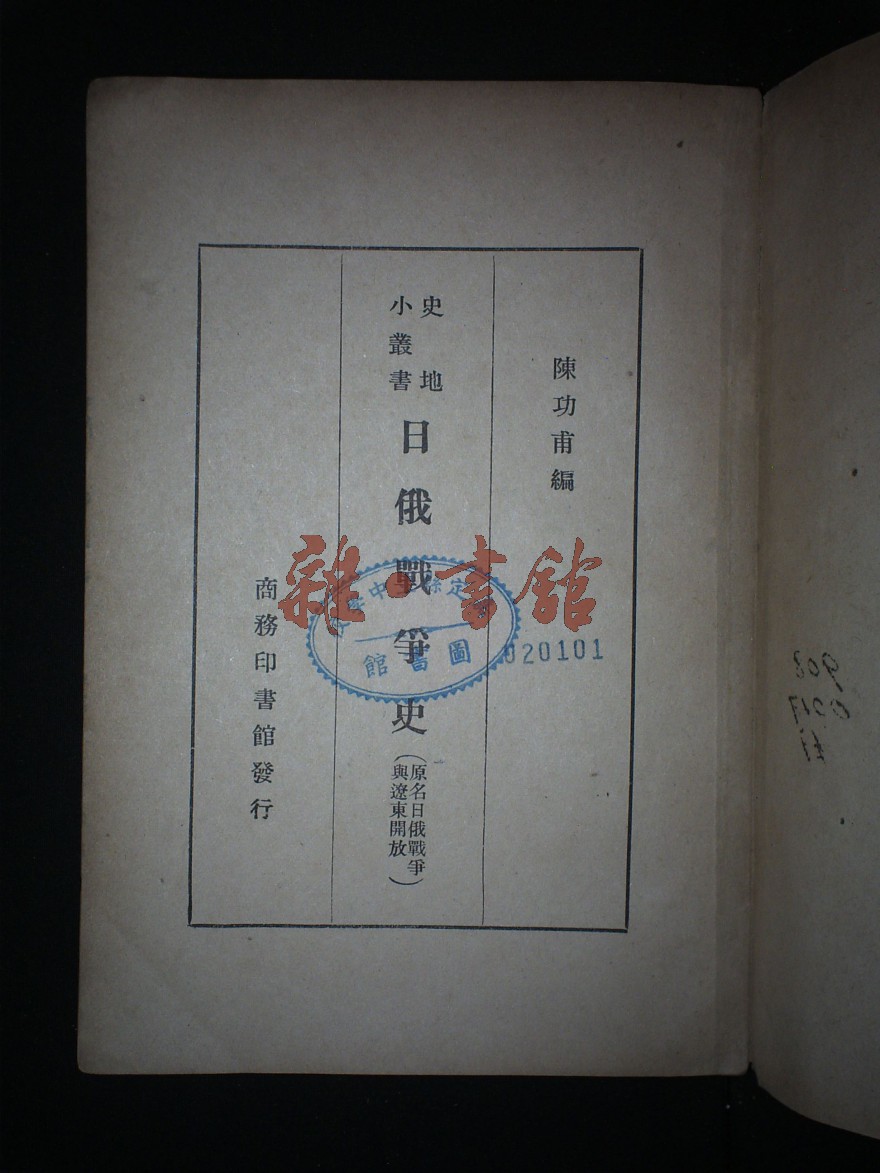 陳功甫編
史地
小叢書
日俄戰爭史
（原名日俄戰爭
與遼東開放）
商務印書館發行
雜·書館
圖書館
020101